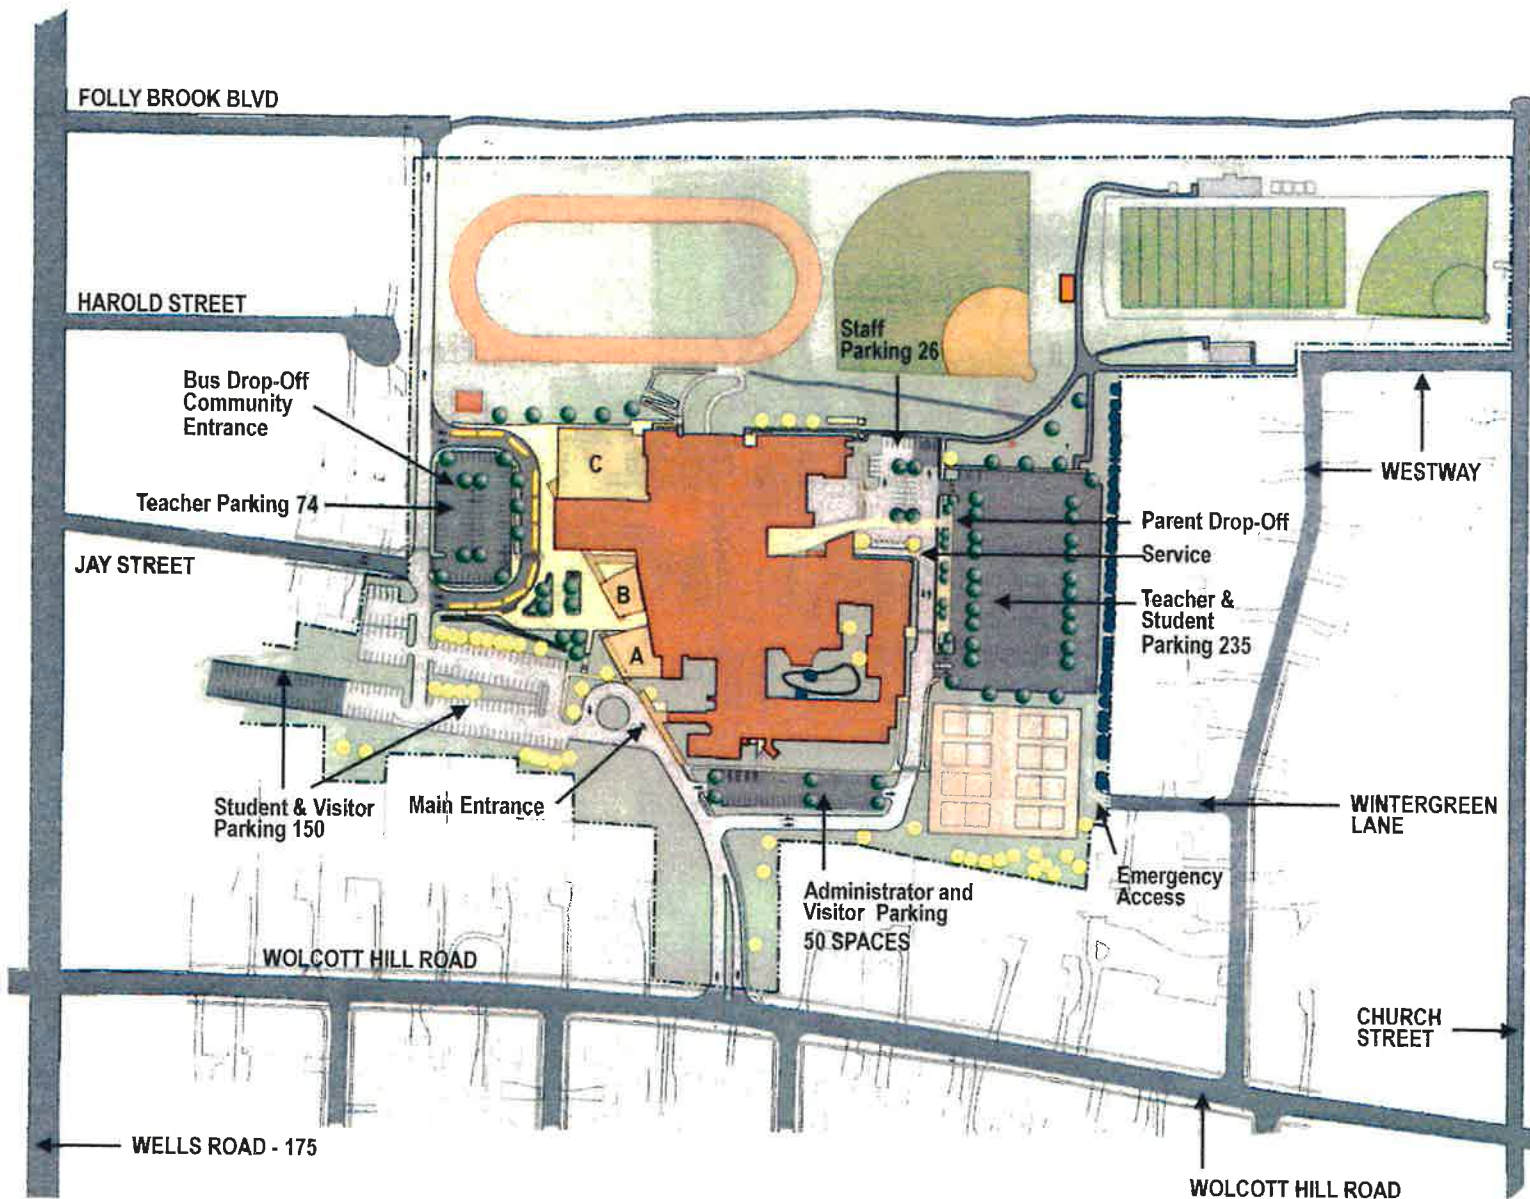 FOLLY BROOK BLVD
HAROLD STREET
Staff
Parking 26
Bus Drop-Off
Community
Entrance
C
WESTWAY
Teacher Parking 74
Parent Drop-Off
Service
JAY STREET
B
Teacher &
Student
Parking 235
A
Student & Visitor
Parking 150
Main Entrance
WINTERGREEN
LANE
Emergency
Access
Administrator and
Visitor Parking
50 SPACES
WOLCOTT HILL ROAD
CHURCH
STREET
WELLS ROAD - 175
WOLCOTT HILL ROAD